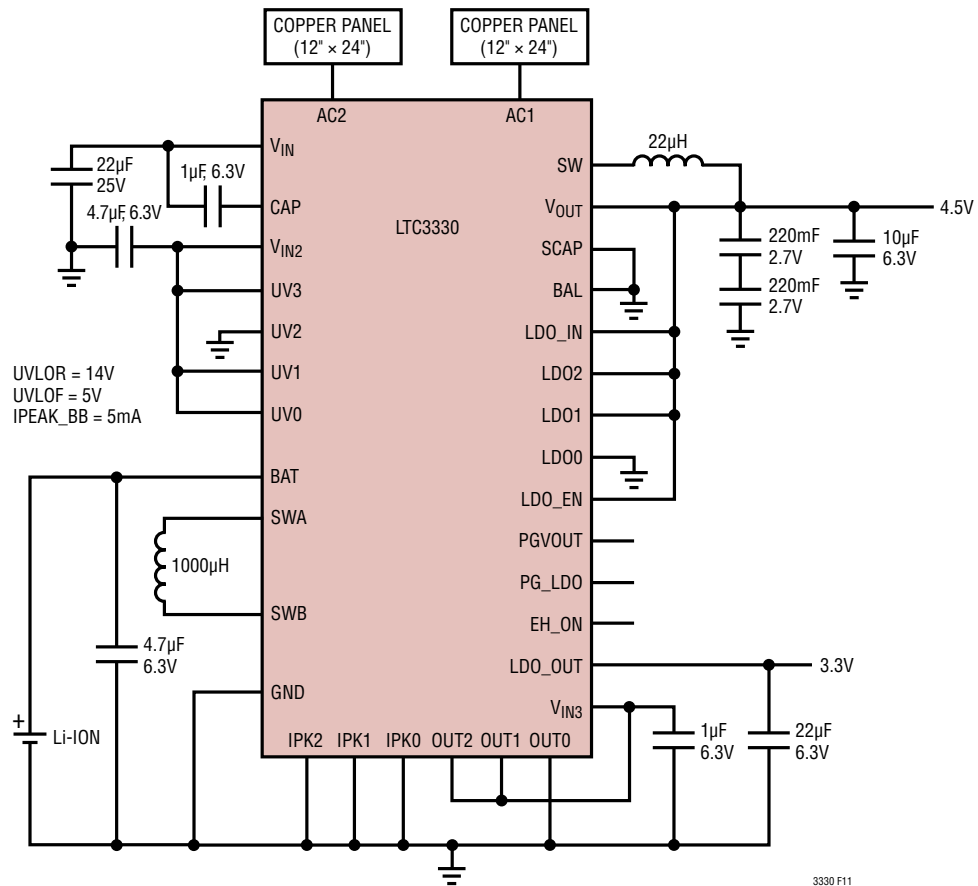 COPPER PANEL
(12" × 24")
COPPER PANEL
(12" × 24")
AC2
AC1
VIN
22µF
25V
1µF, 6.3V
CAP
4.7µF, 6.3V
VIN2
UV3
UV2
UV1
UV0
UVLOR = 14V
UVLOF = 5V
IPEAK_BB = 5mA
BAT
SWA
1000µH
SWB
4.7µF
6.3V
GND
+
Li-ION
LTC3330
IPK2
IPK1
IPK0
OUT2
OUT1
OUT0
SW
22µH
VOUT
4.5V
SCAP
BAL
220mF
2.7V
220mF
2.7V
10µF
6.3V
LDO_IN
LDO2
LDO1
LDO0
LDO_EN
PGVOUT
PG_LDO
EH_ON
LDO_OUT
3.3V
VIN3
1µF
6.3V
22µF
6.3V
3330 F11